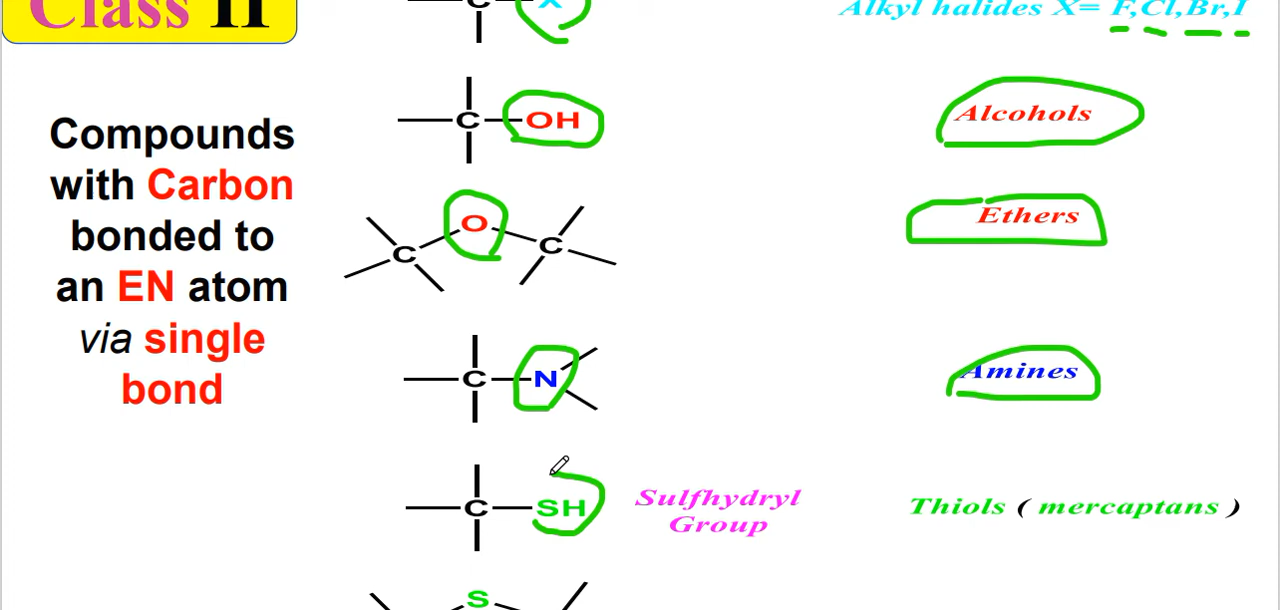 Class II
C X
Alkyl halides X= F,Cl,Br,I
Compounds
with Carbon
bonded to
an EN atom
via single
bond
C OH
Alcohols
O
C C
Ethers
C N
Amines
C SH
Sulfhydryl
Group
Thiols ( mercaptans )
S